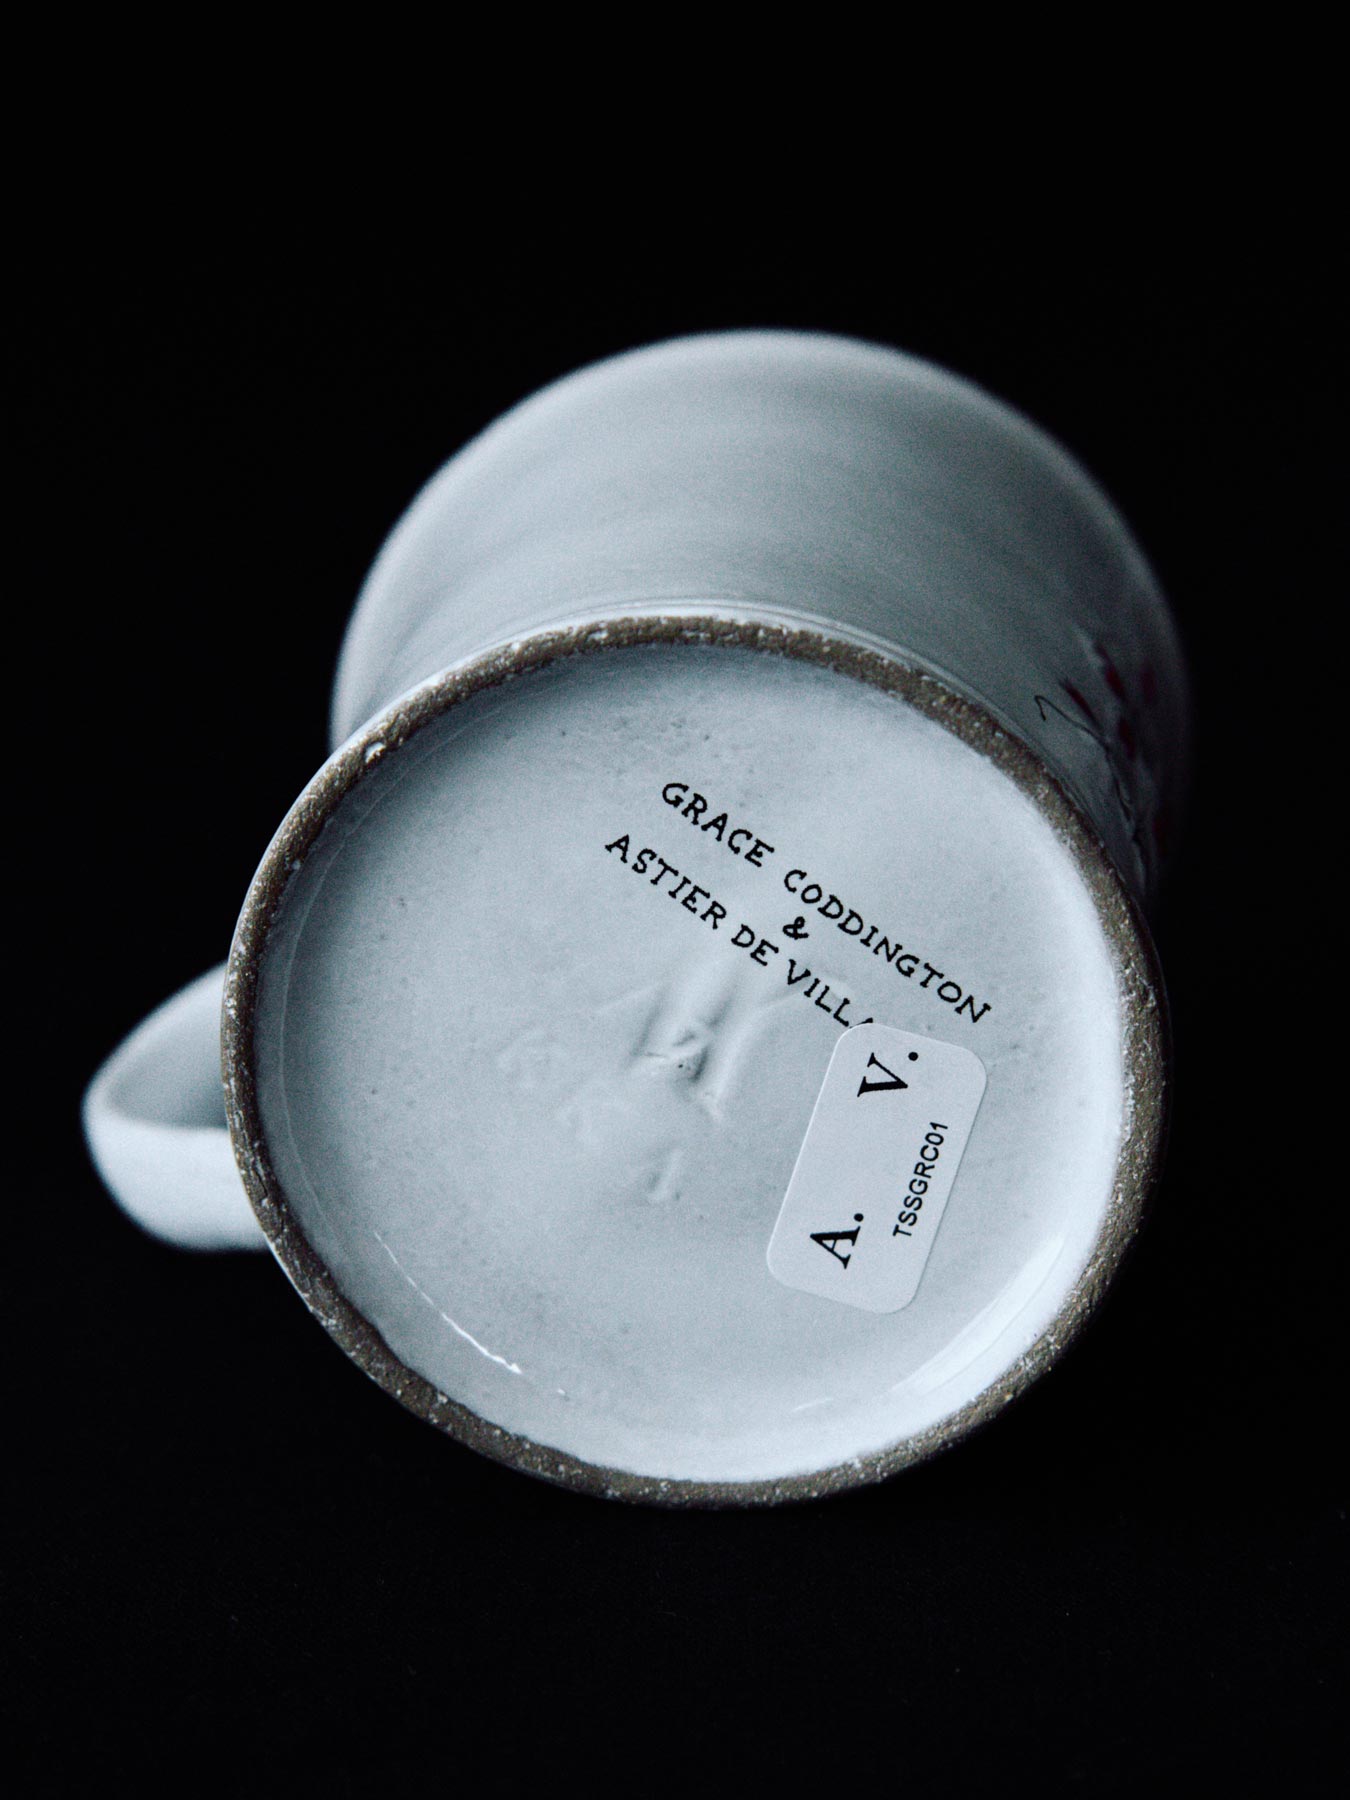 GRACE CODDINGTON
&
ASTIER DE VILLA
A. V.
TSSGRC01